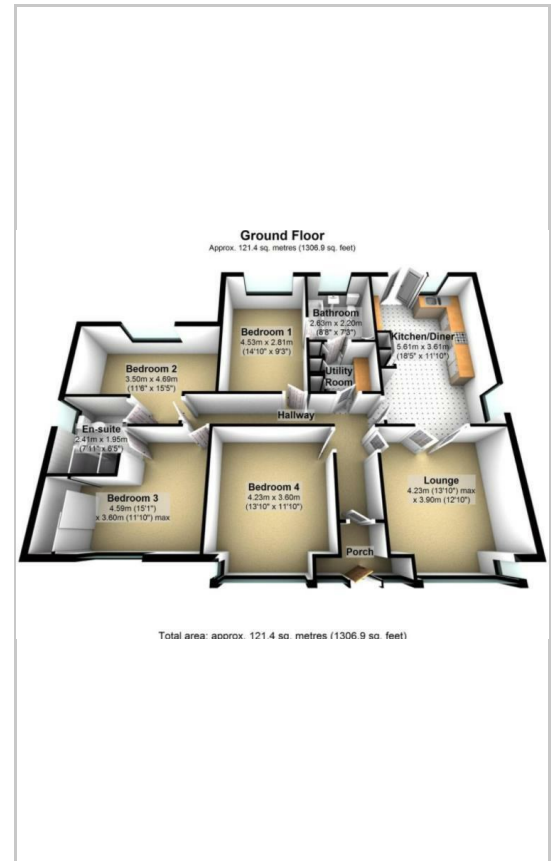 Ground Floor
Approx. 121.4 sq. metres (1306.9 sq. feet)
Bedroom 1
4.53m x 2.81m
(14'10" x 9'3")
Bathroom
2.63m x 2.20m
(8'8" x 7'3")
Kitchen/Diner
5.61m x 3.61m
(18'5" x 11'10")
Bedroom 2
3.50m x 4.69m
(11'6" x 15'5")
Utility
Room
Hallway
En-suite
2.41m x 1.95m
(7'11" x 6'5")
Bedroom 3
4.59m (15'1")
x 3.60m (11'10") max
Bedroom 4
4.23m x 3.60m
(13'10" x 11'10")
Lounge
4.23m (13'10") max
x 3.90m (12'10")
Porch
Total area: approx. 121.4 sq. metres (1306.9 sq. feet)